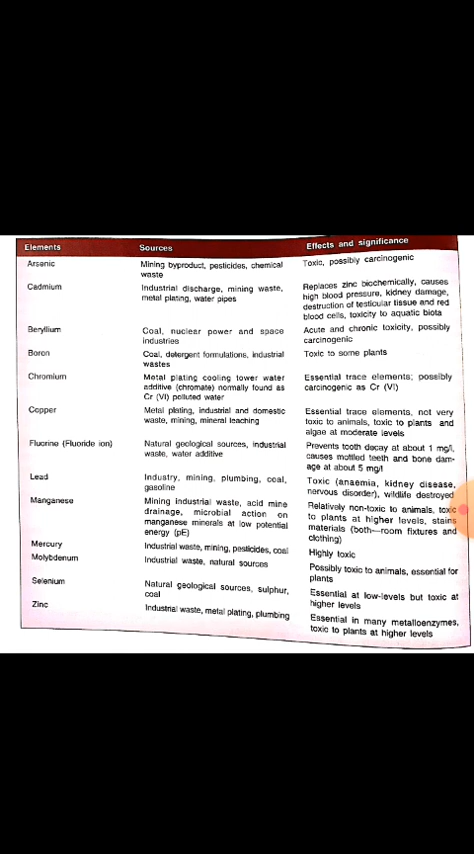 Elements Sources Effects and significance
Arsenic Mining byproduct, pesticides, chemical waste Toxic, possibly carcinogenic
Cadmium Industrial discharge, mining waste, metal plating, water pipes Replaces zinc biochemically, causes high blood pressure, kidney damage, destruction of testicular tissue and red blood cells, toxicity to aquatic biota
Beryllium Coal, nuclear power and space industries Acute and chronic toxicity, possibly carcinogenic
Boron Coal, detergent formulations, industrial wastes Toxic to some plants
Chromium Metal plating cooling tower water additive (chromate) normally found as Cr (VI) polluted water Essential trace elements; possibly carcinogenic as Cr (VI)
Copper Metal plating, industrial and domestic waste, mining, mineral leaching Essential trace elements, not very toxic to animals, toxic to plants and algae at moderate levels
Fluorine (Fluoride ion) Natural geological sources, industrial waste, water additive Prevents tooth decay at about 1 mg/l, causes mottled teeth and bone damage at about 5 mg/l
Lead Industry, mining, plumbing, coal, gasoline Toxic (anaemia, kidney disease, nervous disorder), wildlife destroyed
Manganese Mining industrial waste, acid mine drainage, microbial action on manganese minerals at low potential energy (pE) Relatively non-toxic to animals, toxic to plants at higher levels, stains materials (both—room fixtures and clothing)
Mercury Industrial waste, mining, pesticides, coal Highly toxic
Molybdenum Industrial waste, natural sources Possibly toxic to animals, essential for plants
Selenium Natural geological sources, sulphur, coal Essential at low-levels but toxic at higher levels
Zinc Industrial waste, metal plating, plumbing Essential in many metalloenzymes, toxic to plants at higher levels